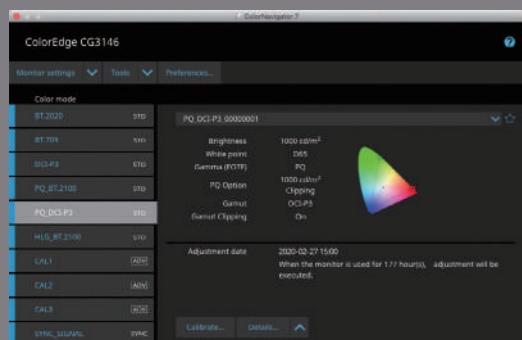 ColorNavigator 7
ColorEdge CG3146
?
Monitor settings Tools Preferences...
Color mode
BT.2020 STD
BT.709 STD
DCI-P3 STD
PQ_BT.2100 STD
PQ_DCI-P3 STD
HLG_BT.2100 STD
CAL1 ADV
CAL2 ADV
CAL3 ADV
SYNC_SIGNAL SYNC
PQ_DCI-P3_00000001
Brightness 1000 cd/m²
White point D65
Gamma (EOTF) PQ
PQ Option 1000 cd/m²
Clipping
Gamut DCI-P3
Gamut Clipping On
Adjustment date 2020-02-27 15:00
When the monitor is used for 177 hour(s), adjustment will be
executed.
Calibrate... Details...